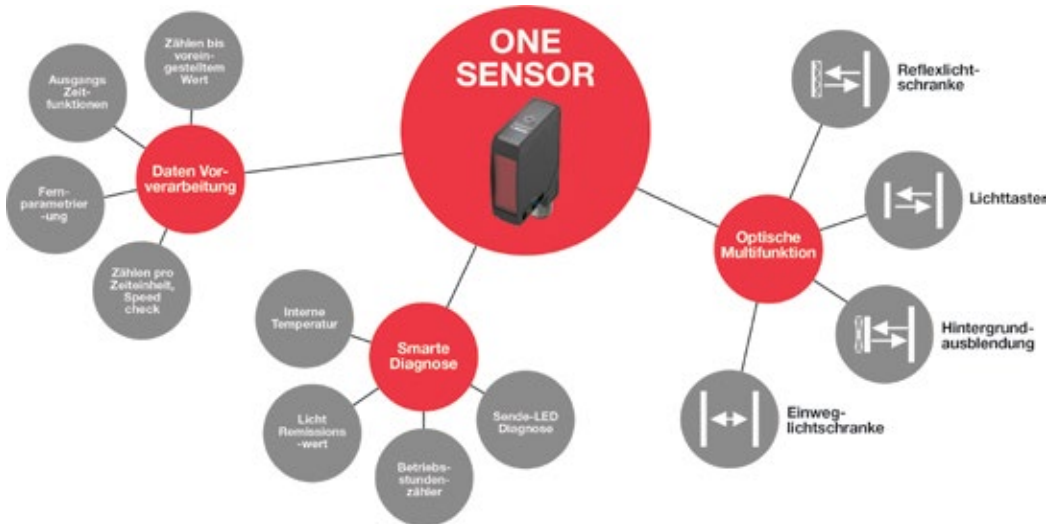 ONE
SENSOR
Zählen bis
vorein-
gestelltem
Wert
Ausgangs
Zeit-
funktionen
Daten Vor-
verarbeitung
Fern-
parametrier
-ung
Zählen pro
Zeiteinheit,
Speed
check
Interne
Temperatur
Smarte
Diagnose
Licht
Remissions
-wert
Betriebs-
stunden-
zähler
Sende-LED
Diagnose
Optische
Multifunktion
Reflexlicht-
schranke
Lichttaster
Hintergrund-
ausblendung
Einweg-
lichtschranke